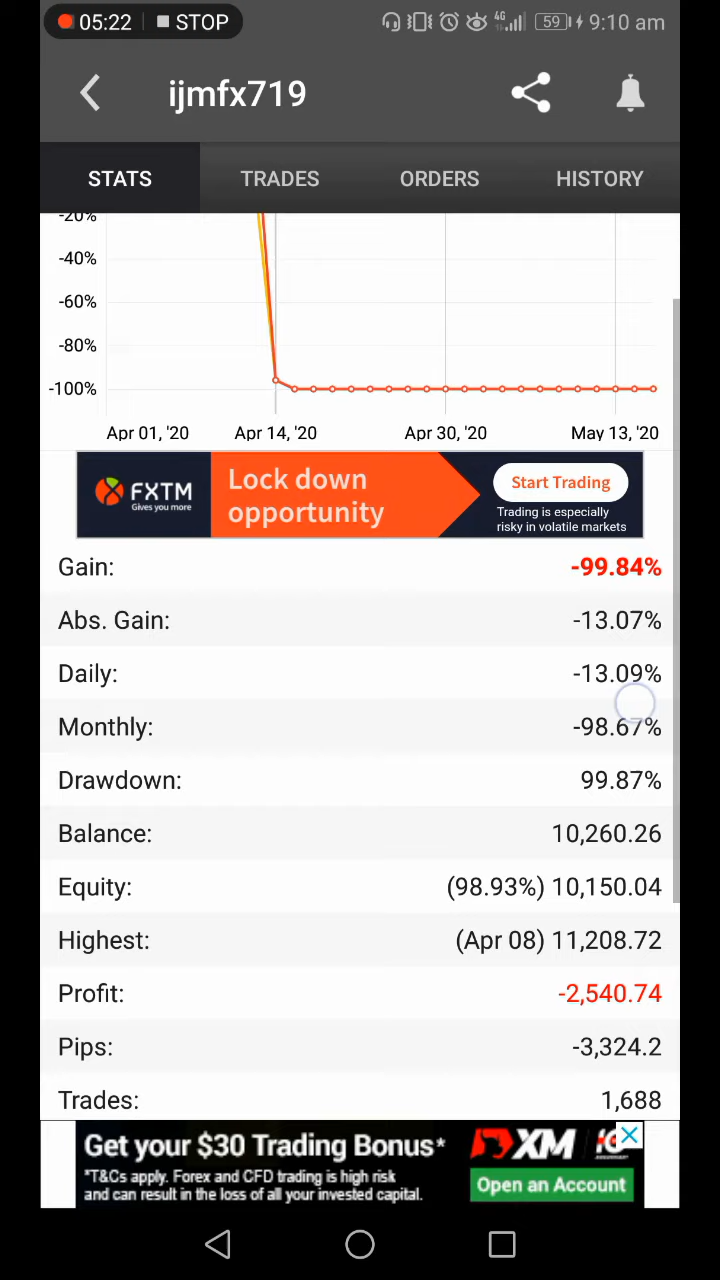 05:22 STOP 4G 59 9:10 am
ijmfx719
STATS TRADES ORDERS HISTORY
-20%
-40%
-60%
-80%
-100%
Apr 01, '20 Apr 14, '20 Apr 30, '20 May 13, '20
FXTM
Gives you more
Lock down
opportunity
Start Trading
Trading is especially
risky in volatile markets
Gain: -99.84%
Abs. Gain: -13.07%
Daily: -13.09%
Monthly: -98.67%
Drawdown: 99.87%
Balance: 10,260.26
Equity: (98.93%) 10,150.04
Highest: (Apr 08) 11,208.72
Profit: -2,540.74
Pips: -3,324.2
Trades: 1,688
Get your $30 Trading Bonus*
*T&Cs apply. Forex and CFD trading is high risk
and can result in the loss of all your invested capital.
XM
Open an Account